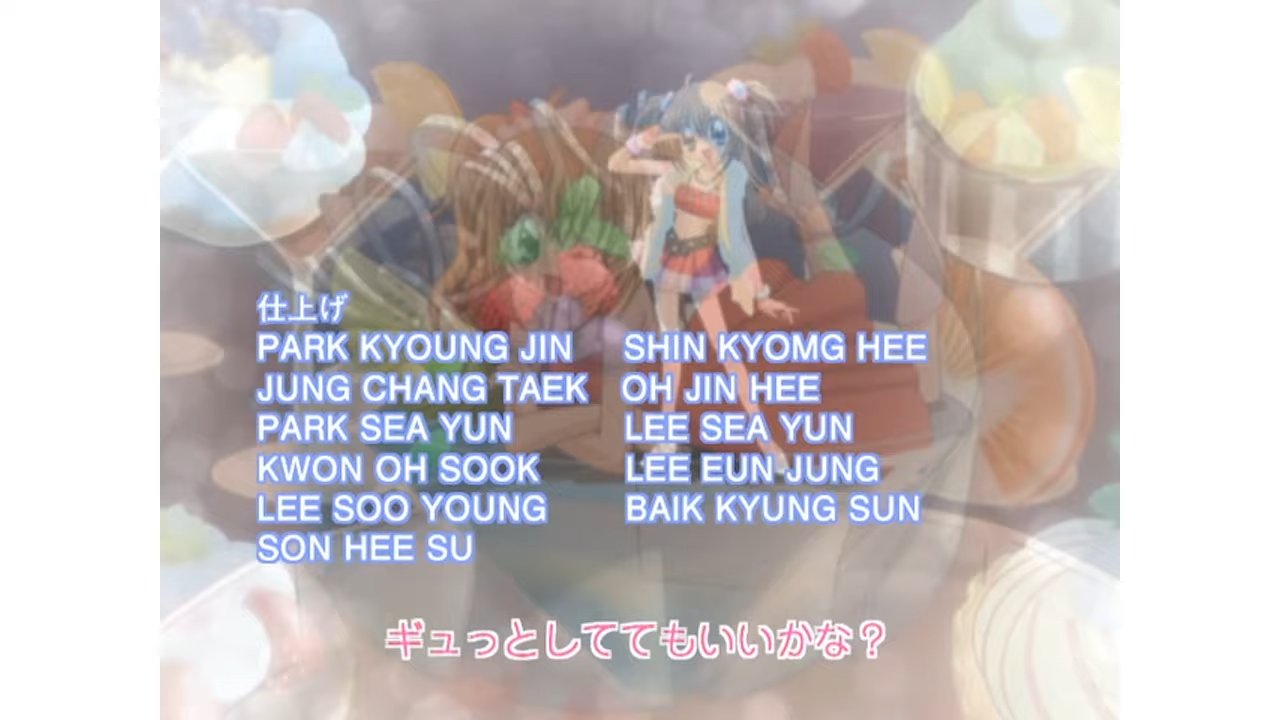 仕上げ
PARK KYOUNG JIN SHIN KYOMG HEE
JUNG CHANG TAEK OH JIN HEE
PARK SEA YUN LEE SEA YUN
KWON OH SOOK LEE EUN JUNG
LEE SOO YOUNG BAIK KYUNG SUN
SON HEE SU
ギュっとしててもいいかな？